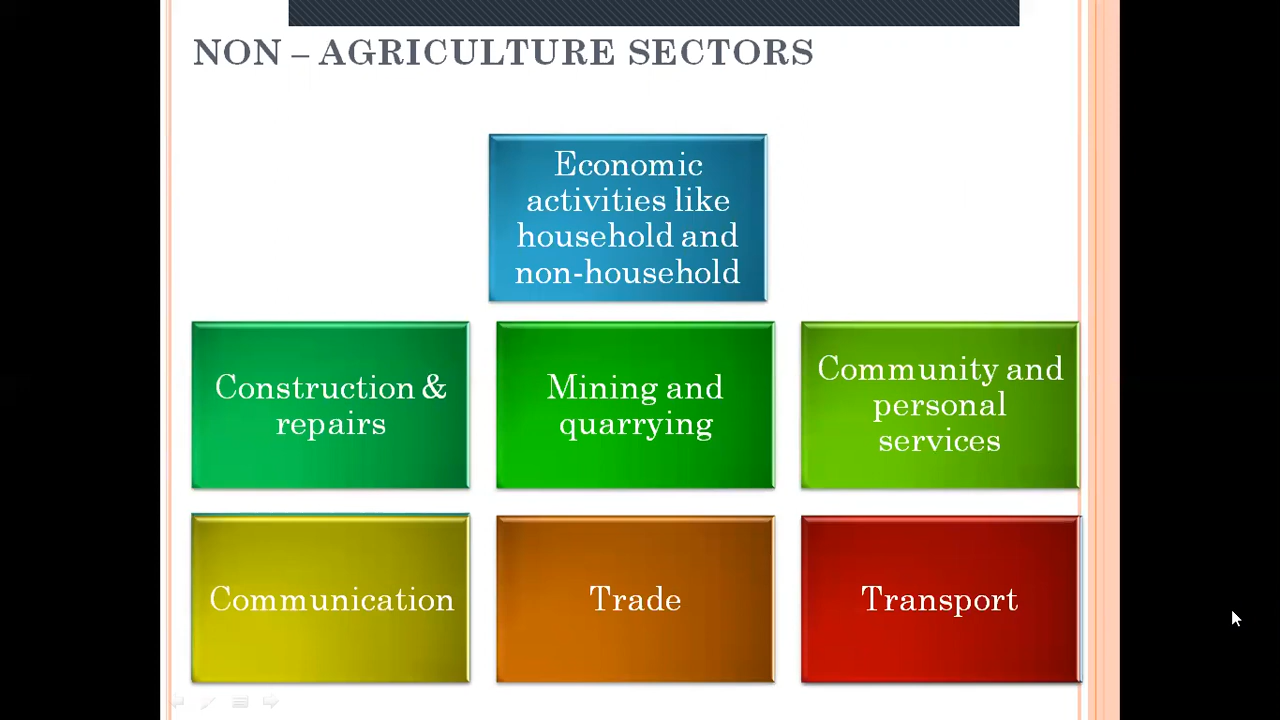 NON – AGRICULTURE SECTORS
Economic
activities like
household and
non-household
Construction &
repairs
Mining and
quarrying
Community and
personal
services
Communication
Trade
Transport